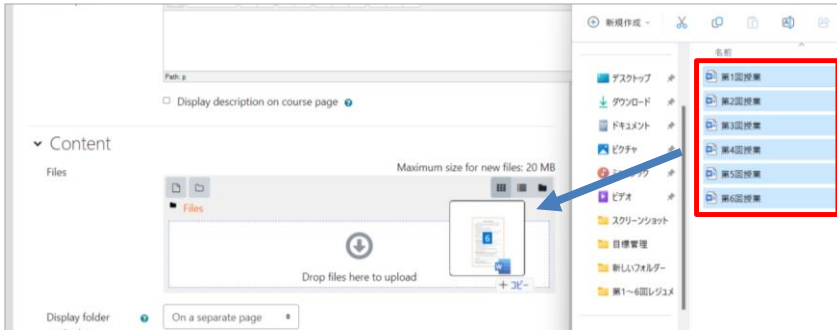 Path: p
Display description on course page
Content
Files
Maximum size for new files: 20 MB
Files
Drop files here to upload
Display folder
On a separate page
6
W
+ コピー
新規作成
名前
デスクトップ
ダウンロード
ドキュメント
ピクチャ
ビデオ
スクリーンショット
目標管理
新しいフォルダー
第1~6回レジュメ
第1回授業
第2回授業
第3回授業
第4回授業
第5回授業
第6回授業